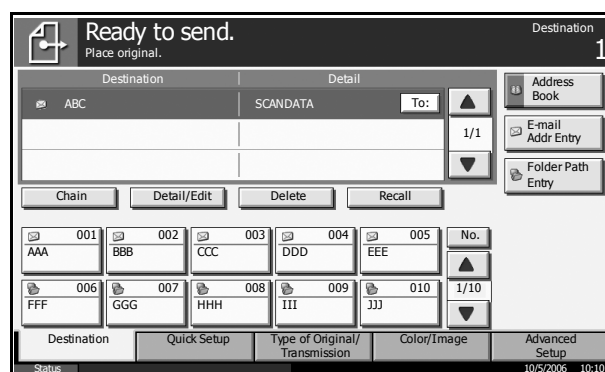 Ready to send.
Place original.
Destination
1
Destination Detail
ABC SCANDATA To:
1/1
Address
Book
E-mail
Addr Entry
Folder Path
Entry
Chain Detail/Edit Delete Recall
001 002 003 004 005 No.
AAA BBB CCC DDD EEE
006 007 008 009 010 1/10
FFF GGG HHH III JJJ
Destination Quick Setup Type of Original/
Transmission Color/Image Advanced
Setup
Status 10/5/2006 10:10